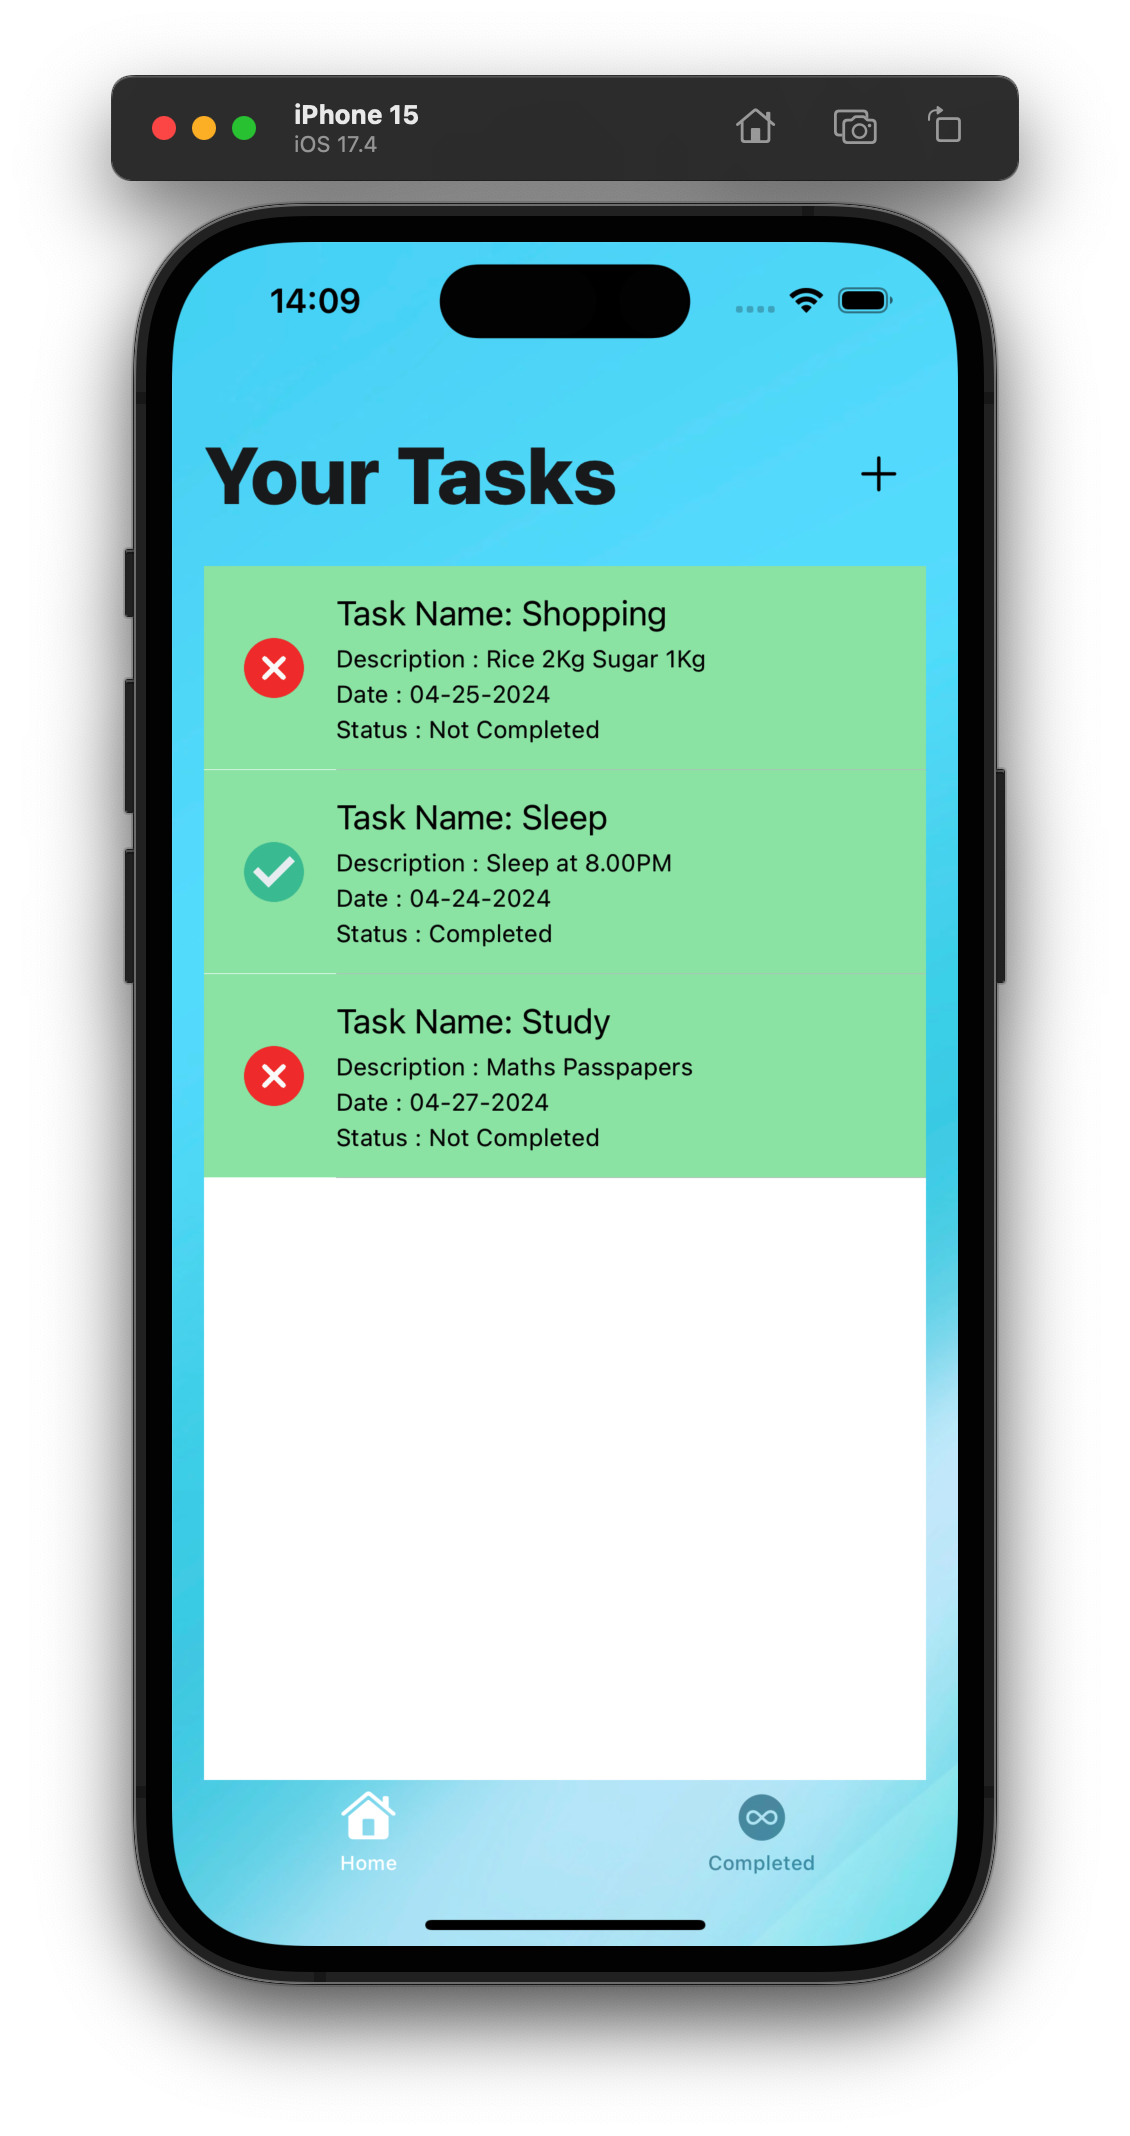 iPhone 15
iOS 17.4
14:09
Your Tasks
Task Name: Shopping
Description : Rice 2Kg Sugar 1Kg
Date : 04-25-2024
Status : Not Completed
Task Name: Sleep
Description : Sleep at 8.00PM
Date : 04-24-2024
Status : Completed
Task Name: Study
Description : Maths Passpapers
Date : 04-27-2024
Status : Not Completed
Home
Completed